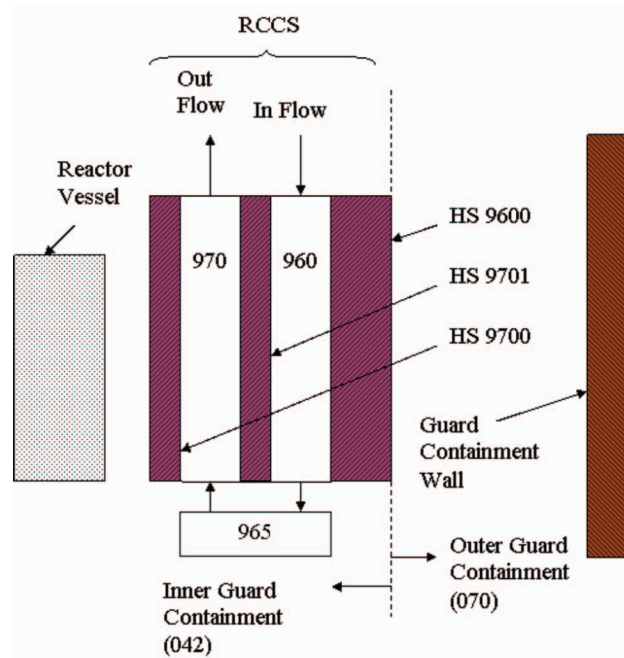 RCCS
Out
Flow
In Flow
Reactor
Vessel
HS 9600
970
960
HS 9701
HS 9700
Guard
Containment
Wall
965
Outer Guard
Containment
(070)
Inner Guard
Containment
(042)